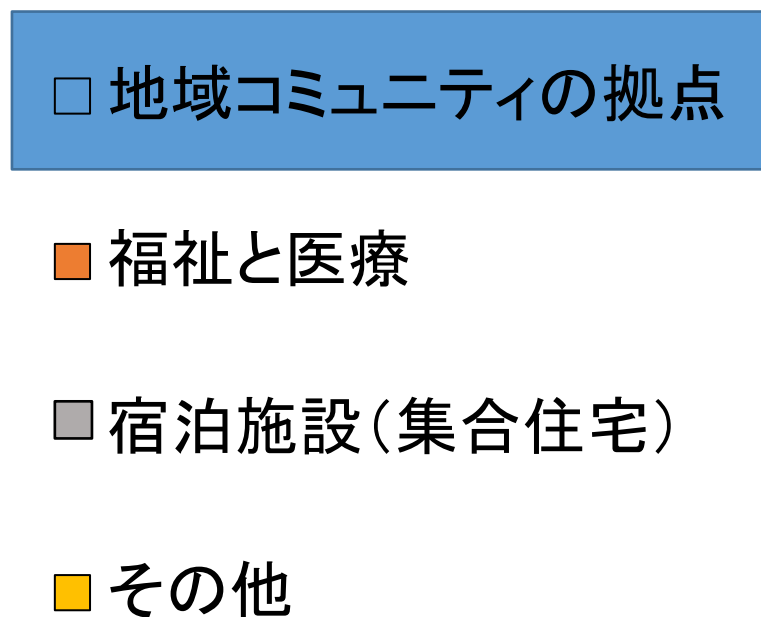 地域コミュニティの拠点
福祉と医療
宿泊施設（集合住宅）
その他